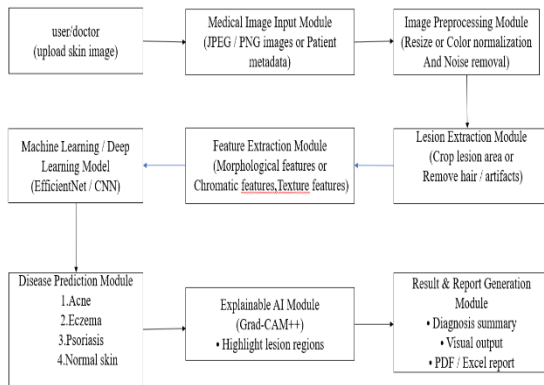 user/doctor
(upload skin image)
Medical Image Input Module
(JPEG / PNG images or Patient
metadata)
Image Preprocessing Module
(Resize or Color normalization
And Noise removal)
Lesion Extraction Module
(Crop lesion area or
Remove hair / artifacts)
Feature Extraction Module
(Morphological features or
Chromatic features,Texture features)
Machine Learning / Deep
Learning Model
(EfficientNet / CNN)
Disease Prediction Module
1.Acne
2.Eczema
3.Psoriasis
4.Normal skin
Explainable AI Module
(Grad-CAM++)
• Highlight lesion regions
Result & Report Generation
Module
• Diagnosis summary
• Visual output
• PDF / Excel report